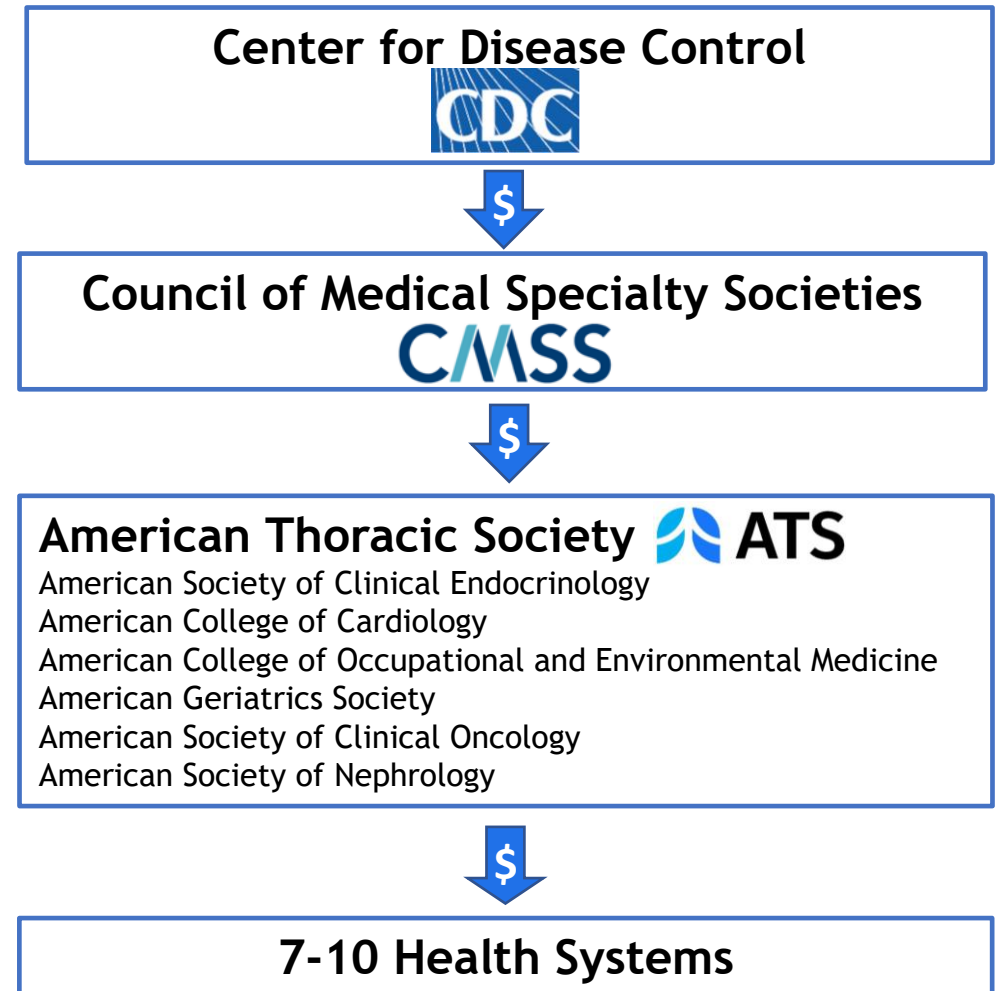 Center for Disease Control
CDC
$
Council of Medical Specialty Societies
CMSS
$
American Thoracic Society ATS
American Society of Clinical Endocrinology
American College of Cardiology
American College of Occupational and Environmental Medicine
American Geriatrics Society
American Society of Clinical Oncology
American Society of Nephrology
$
7-10 Health Systems